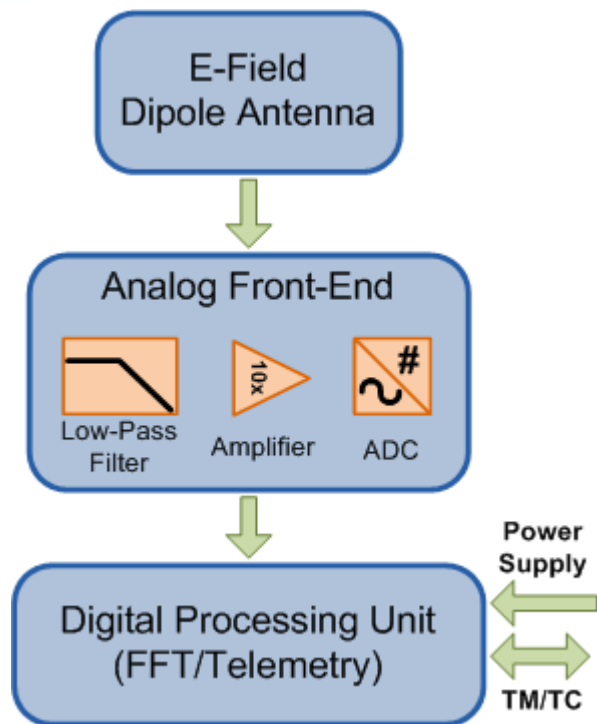 E-Field
Dipole Antenna
Analog Front-End
10x
#
Low-Pass
Filter
Amplifier
ADC
Power
Supply
Digital Processing Unit
(FFT/Telemetry)
TM/TC